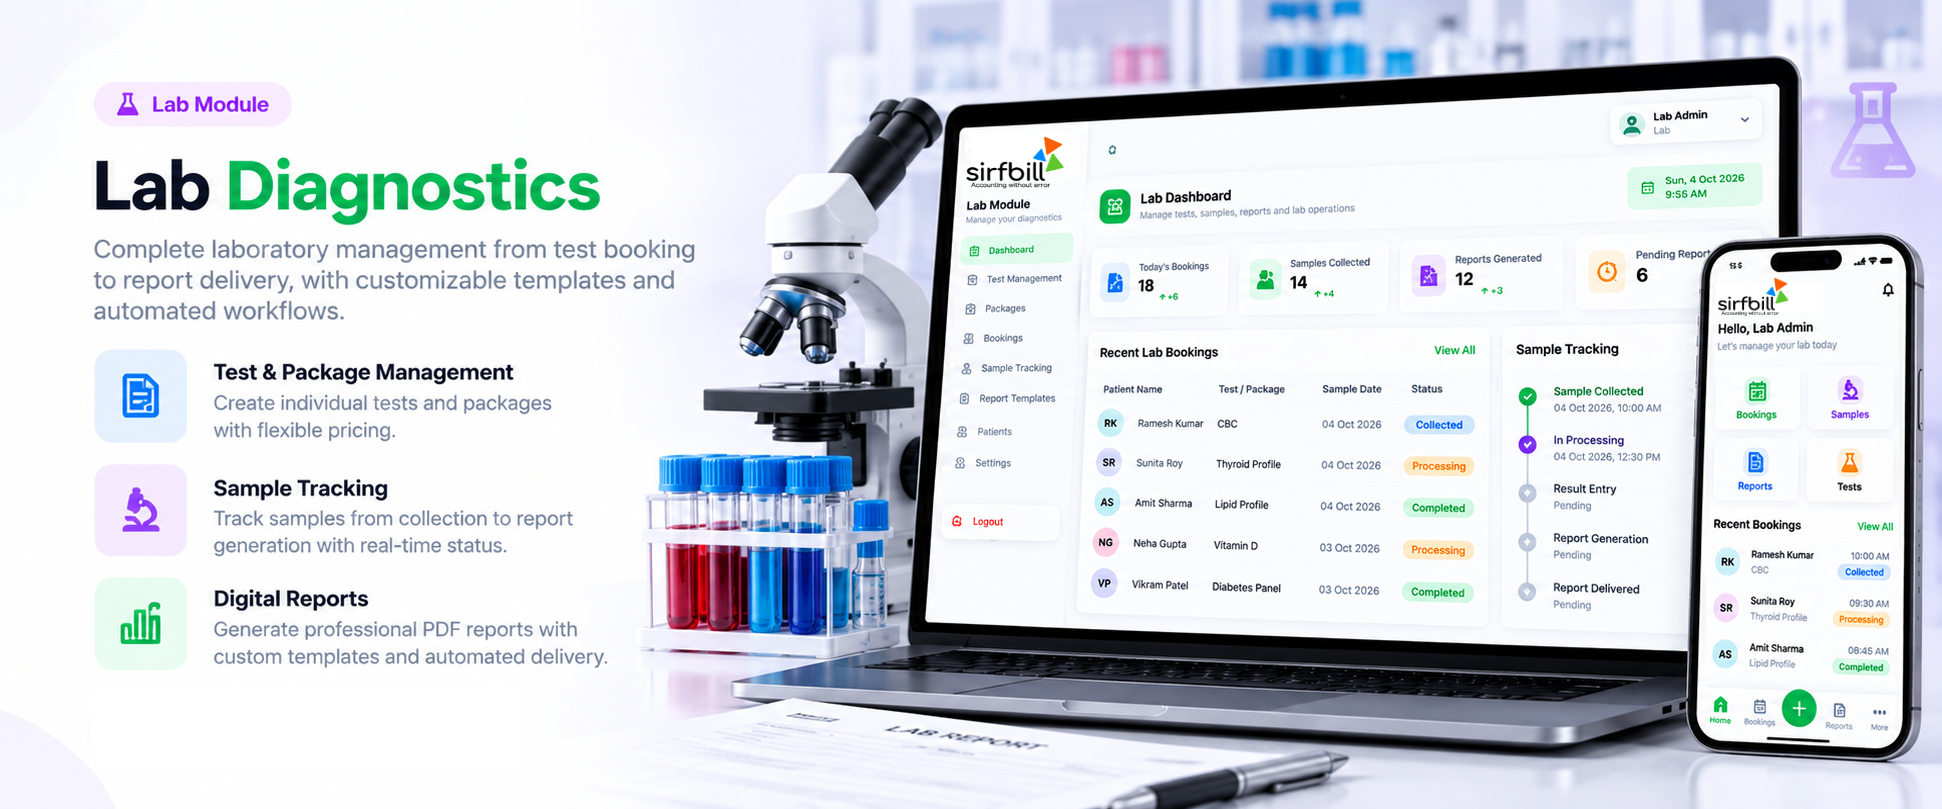 Lab Module
Lab Diagnostics
Complete laboratory management from test booking
to report delivery, with customizable templates and
automated workflows.
Test & Package Management
Create individual tests and packages
with flexible pricing.
Sample Tracking
Track samples from collection to report
generation with real-time status.
Digital Reports
Generate professional PDF reports with
custom templates and automated delivery.
sirfbill
Accounting without error
Lab Module
Manage your diagnostics
Dashboard
Test Management
Packages
Bookings
Sample Tracking
Report Templates
Patients
Settings
Logout
Lab Admin
Lab
Lab Dashboard
Manage tests, samples, reports and lab operations
Sun, 4 Oct 2026
9:56 AM
Today's Bookings
18
+6
Samples Collected
14
+4
Reports Generated
12
+3
Pending Report
6
Recent Lab Bookings
View All
Patient Name Test / Package Sample Date Status
RK Ramesh Kumar CBC 04 Oct 2026 Collected
SR Sunita Roy Thyroid Profile 04 Oct 2026 Processing
AS Amit Sharma Lipid Profile 04 Oct 2026 Completed
NG Neha Gupta Vitamin D 03 Oct 2026 Processing
VP Vikram Patel Diabetes Panel 03 Oct 2026 Completed
Sample Tracking
Sample Collected
04 Oct 2026, 10:00 AM
In Processing
04 Oct 2026, 12:30 PM
Result Entry
Pending
Report Generation
Pending
Report Delivered
Pending
sirfbill
Accounting without error
Hello, Lab Admin
Let's manage your lab today
Bookings
Samples
Reports
Tests
Recent Bookings
View All
RK Ramesh Kumar 10:00 AM
CBC Collected
SR Sunita Roy 09:30 AM
Thyroid Profile Processing
AS Amit Sharma 08:45 AM
Lipid Profile Completed
Home
Bookings
Reports
More
LAB REPORT